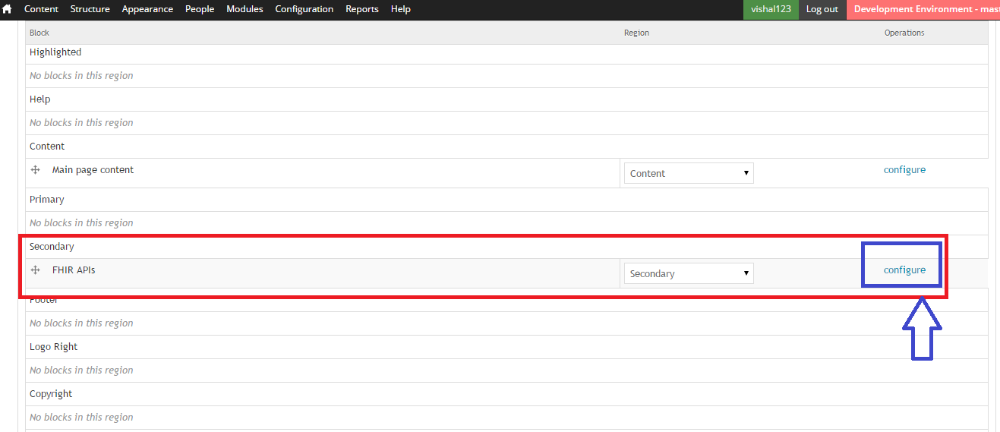 Content Structure Appearance People Modules Configuration Reports Help vishal123 Log out Development Environment - mast
Block Region Operations
Highlighted
No blocks in this region
Help
No blocks in this region
Content
Main page content Content configure
Primary
No blocks in this region
Secondary
FHIR APIs Secondary configure
Footer
No blocks in this region
Logo Right
No blocks in this region
Copyright
No blocks in this region